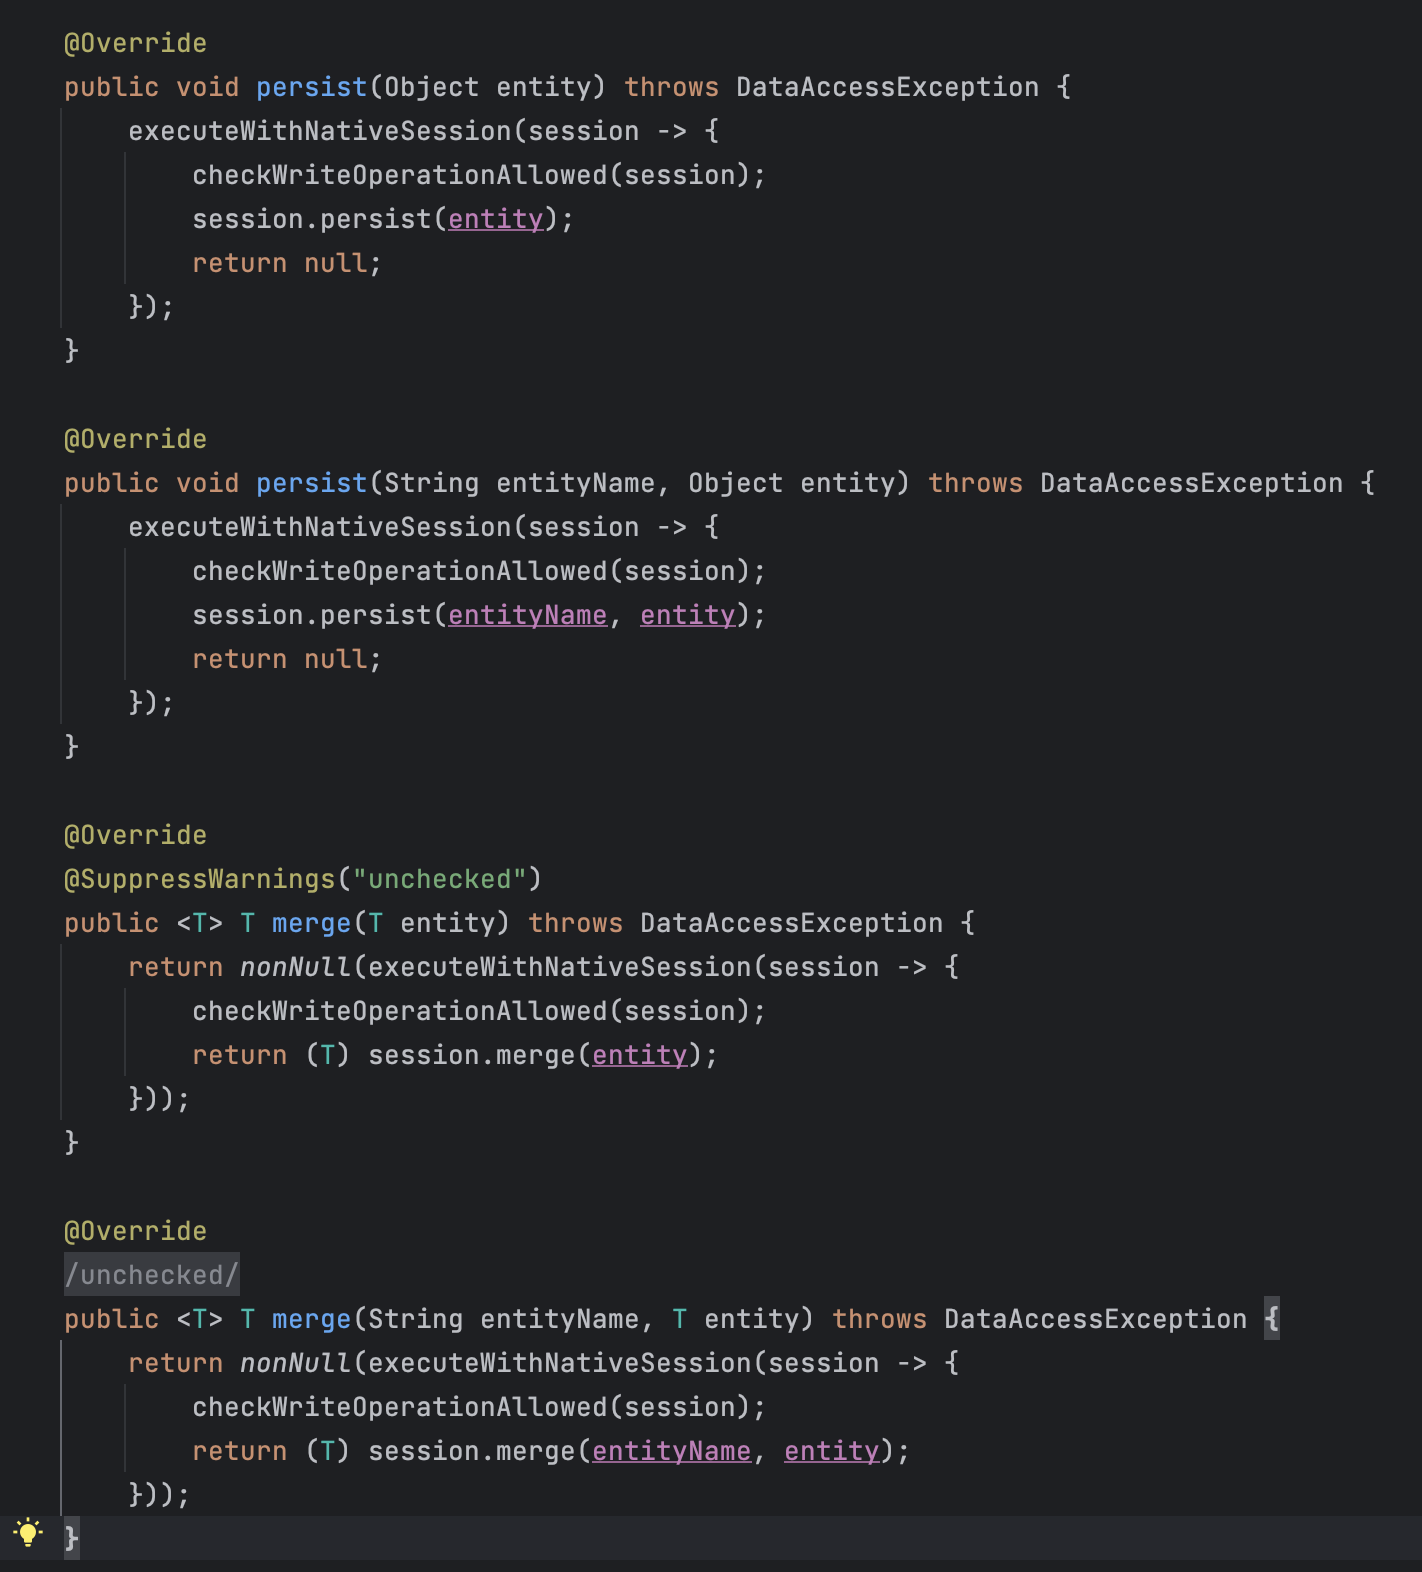 @Override
public void persist(Object entity) throws DataAccessException {
    executeWithNativeSession(session -> {
        checkWriteOperationAllowed(session);
        session.persist(entity);
        return null;
    });
}

@Override
public void persist(String entityName, Object entity) throws DataAccessException {
    executeWithNativeSession(session -> {
        checkWriteOperationAllowed(session);
        session.persist(entityName, entity);
        return null;
    });
}

@Override
@SuppressWarnings("unchecked")
public <T> T merge(T entity) throws DataAccessException {
    return nonNull(executeWithNativeSession(session -> {
        checkWriteOperationAllowed(session);
        return (T) session.merge(entity);
    }));
}

@Override
/unchecked/
public <T> T merge(String entityName, T entity) throws DataAccessException {
    return nonNull(executeWithNativeSession(session -> {
        checkWriteOperationAllowed(session);
        return (T) session.merge(entityName, entity);
    }));
}